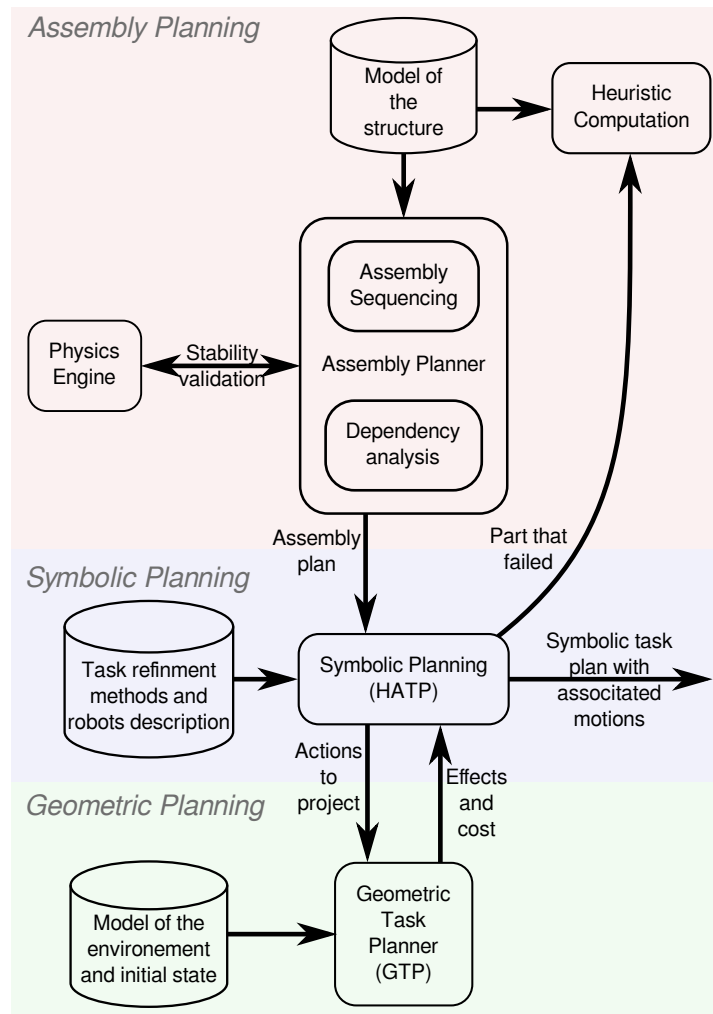 Assembly Planning
Model of
the
structure
Heuristic
Computation
Assembly
Sequencing
Physics
Engine
Stability
validation
Assembly Planner
Dependency
analysis
Assembly
plan
Part that
failed
Symbolic Planning
Task refinment
methods and
robots description
Symbolic Planning
(HATP)
Symbolic task
plan with
associtated
motions
Actions
to
project
Effects
and
cost
Geometric Planning
Model of the
environement
and initial state
Geometric
Task
Planner
(GTP)